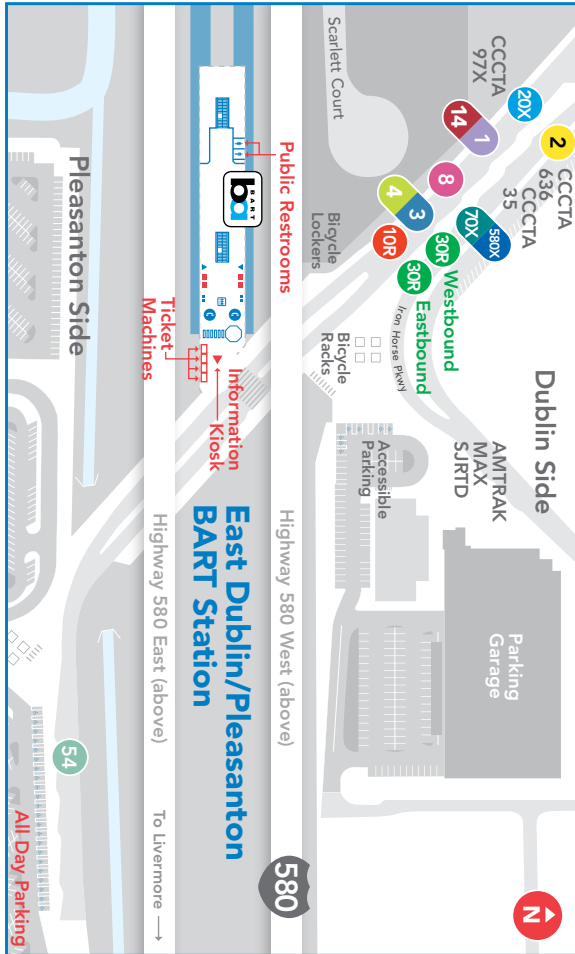 Scarlett Court
CCCTA
97X
20X
14
1
2
CCCTA
636
CCCTA
35
8
4
3
10R
70X
580X
30R
Westbound
30R
Eastbound
Iron Horse Pkwy
Dublin Side
Bicycle
Lockers
Bicycle
Racks
AMTRAK
MAX
SJRTD
Accessible
Parking
Parking
Garage
N
Public Restrooms
BART
ba
Ticket
Machines
Information
Kiosk
Pleasanton Side
East Dublin/Pleasanton
BART Station
Highway 580 West (above)
Highway 580 East (above)
580
To Livermore
54
All Day Parking